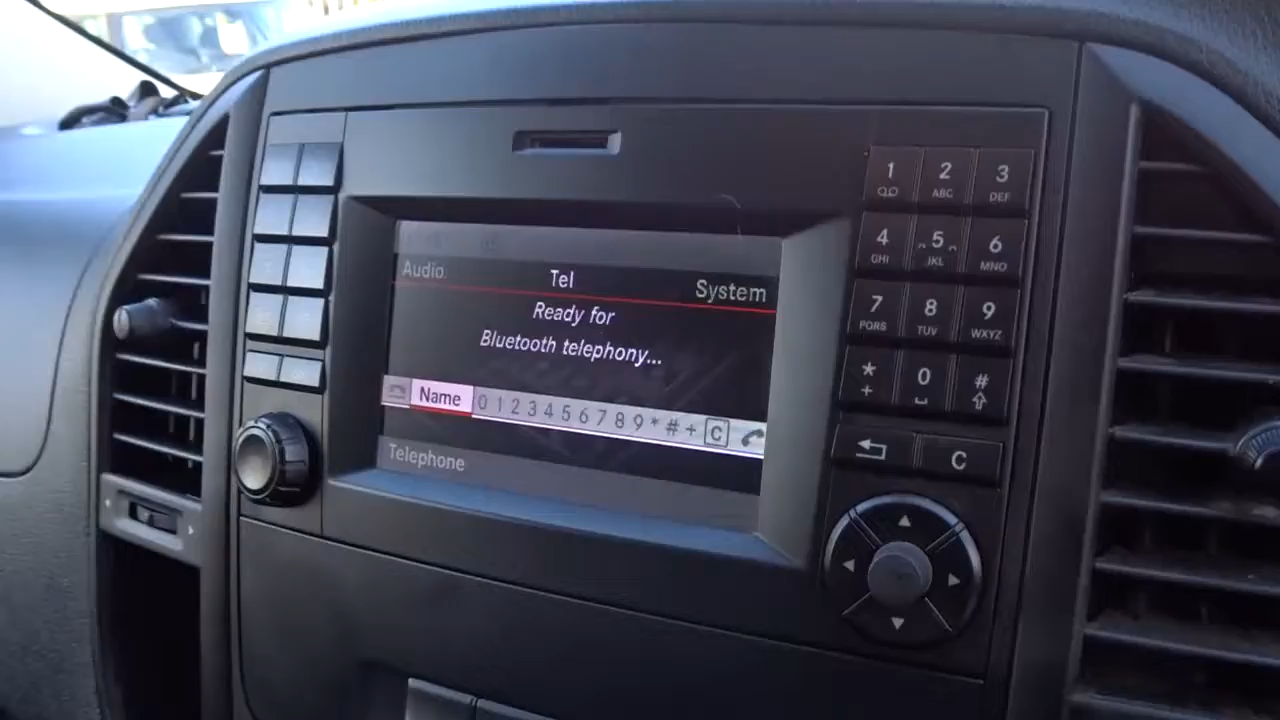 Audio Tel System
Ready for
Bluetooth telephony...
Name 0 1 2 3 4 5 6 7 8 9 * # + C
Telephone
1 2 ABC 3 DEF
4 GHI 5 JKL 6 MNO
7 PQRS 8 TUV 9 WXYZ
* + 0 #
C